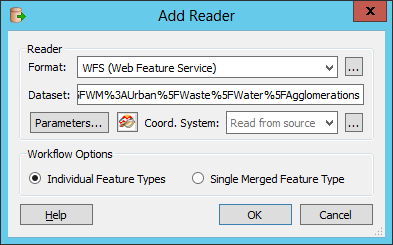 Add Reader
Reader
Format: WFS (Web Feature Service) ...
Dataset: %5FWM%3AUrban%5FWaste%5FWater%5FAgglomerations
Parameters... Coord. System: Read from source ...
Workflow Options
Individual Feature Types Single Merged Feature Type
Help OK Cancel